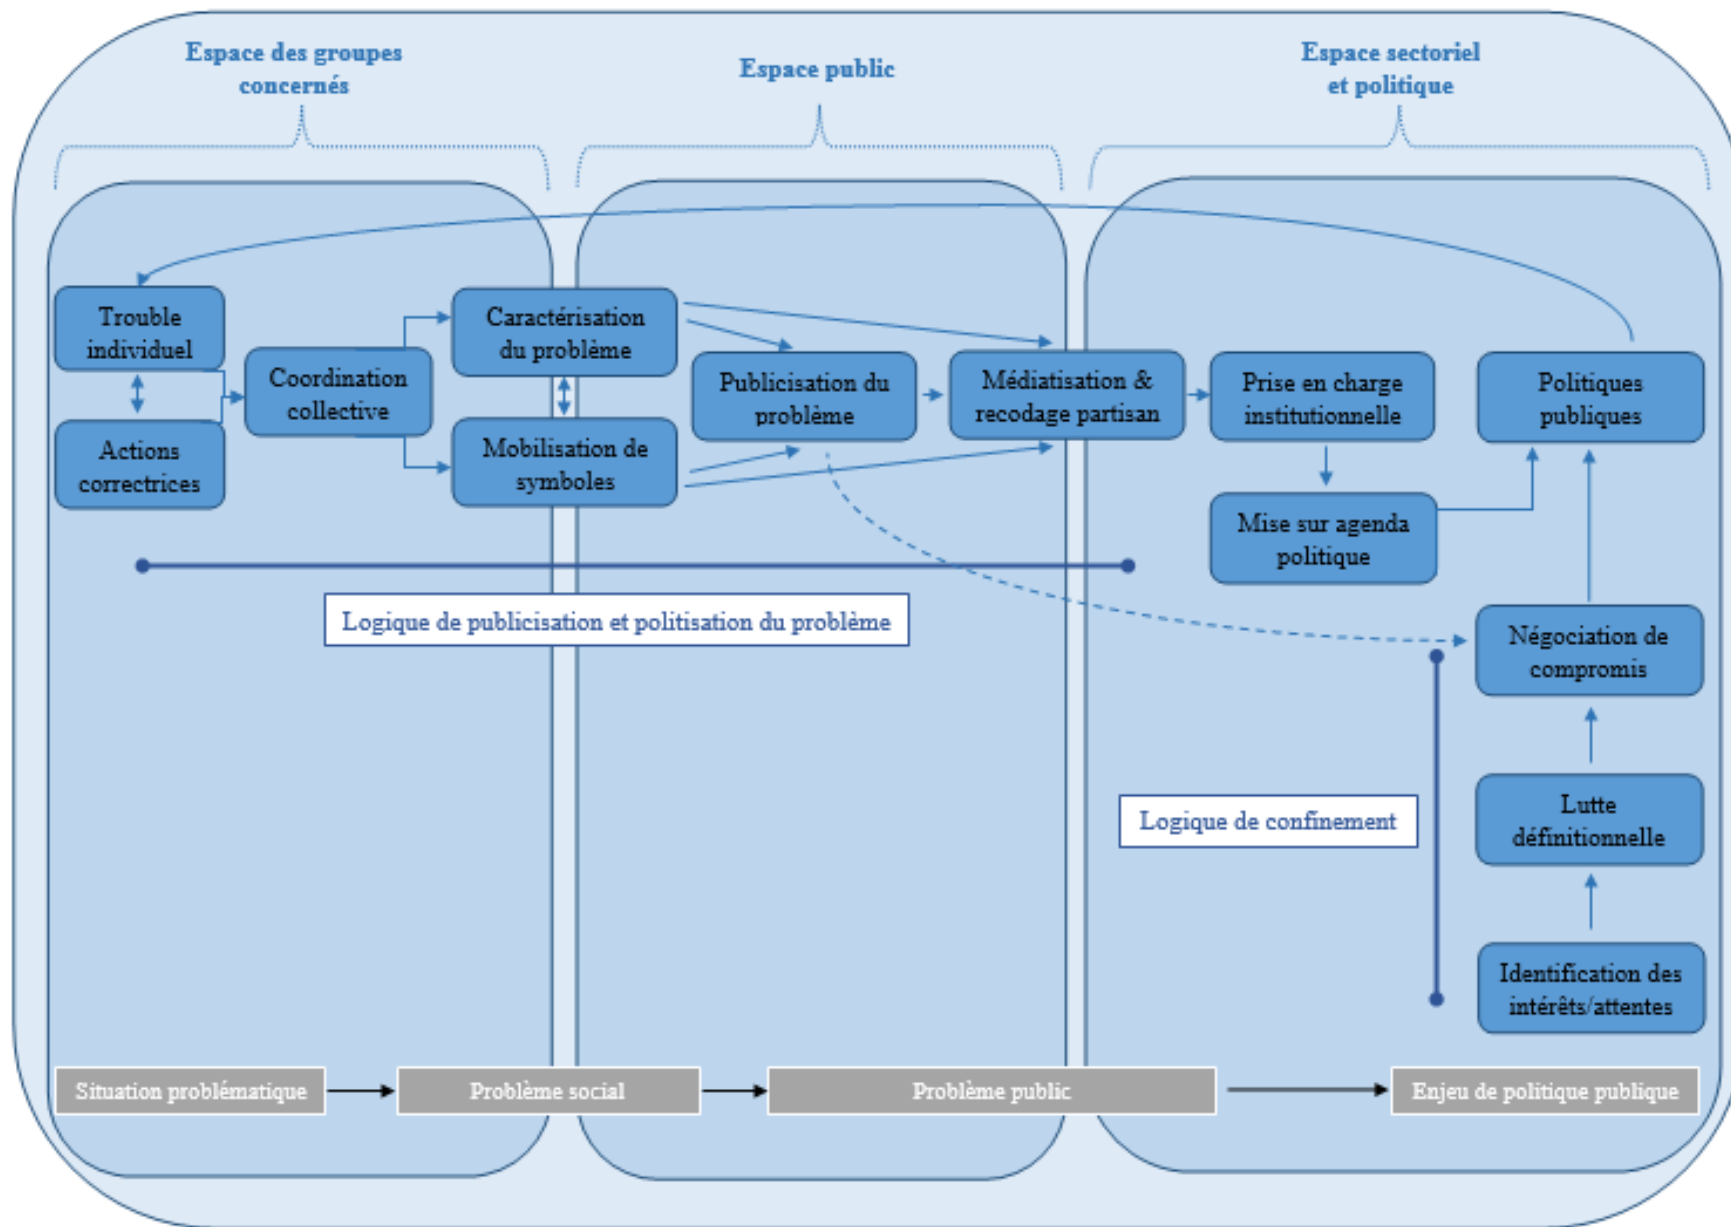 Espace des groupes
concernés
Espace public
Espace sectoriel
et politique
Trouble
individuel
Actions
correctrices
Coordination
collective
Caractérisation
du problème
Mobilisation de
symboles
Publicisation du
problème
Médiatisation &
recodage partisan
Prise en charge
institutionnelle
Mise sur agenda
politique
Politiques
publiques
Logique de publicisation et politisation du problème
Négociation de
compromis
Lutte
définitionnelle
Logique de confinement
Identification des
intérêts/attentes
Situation problématique
Problème social
Problème public
Enjeu de politique publique